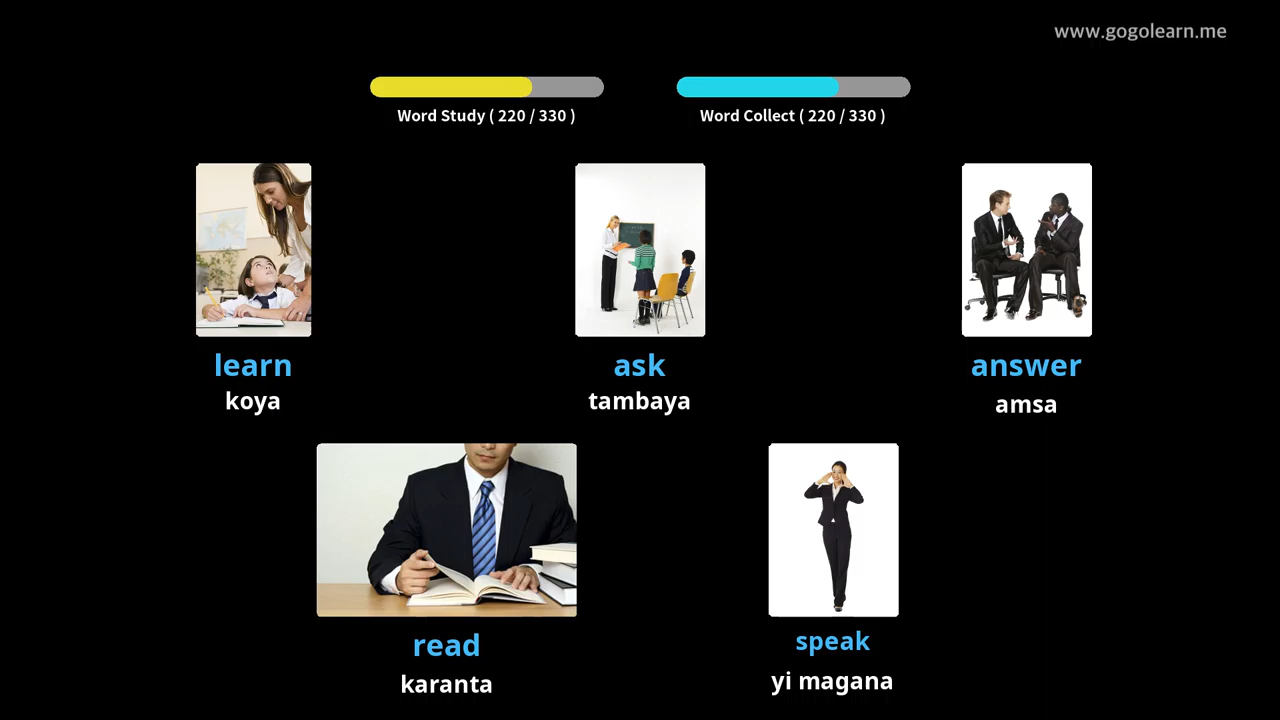 www.gogolearn.me
Word Study ( 220 / 330 )
Word Collect ( 220 / 330 )
learn
koya
ask
tambaya
answer
amsa
read
karanta
speak
yi magana